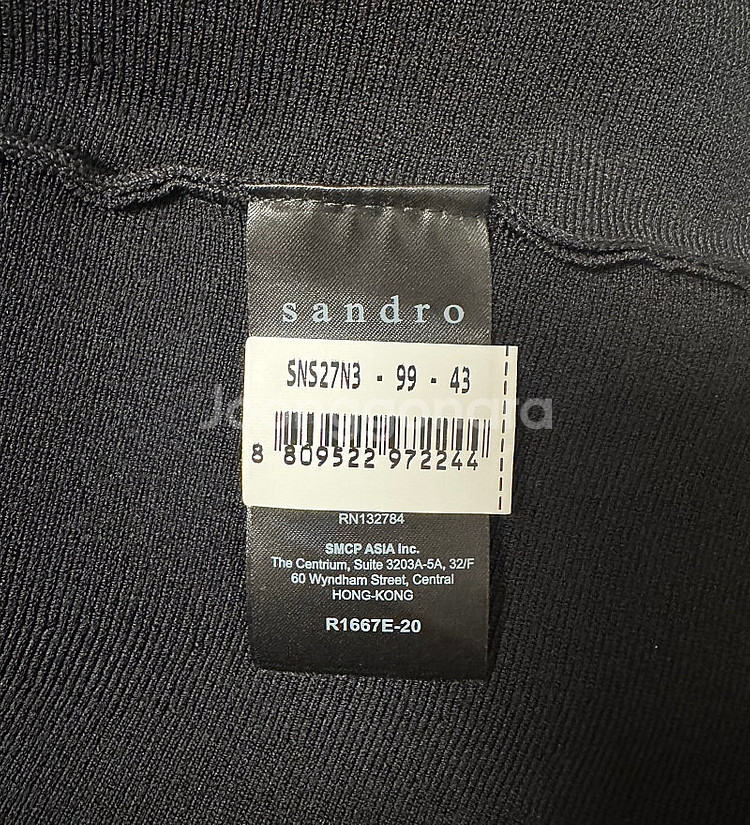 sandro
SNS27N3 - 99 - 43
8 809522 972244
RN132784
SMCP ASIA Inc.
The Centrium, Suite 3203A-5A, 32/F
60 Wyndham Street, Central
HONG-KONG
R1667E-20